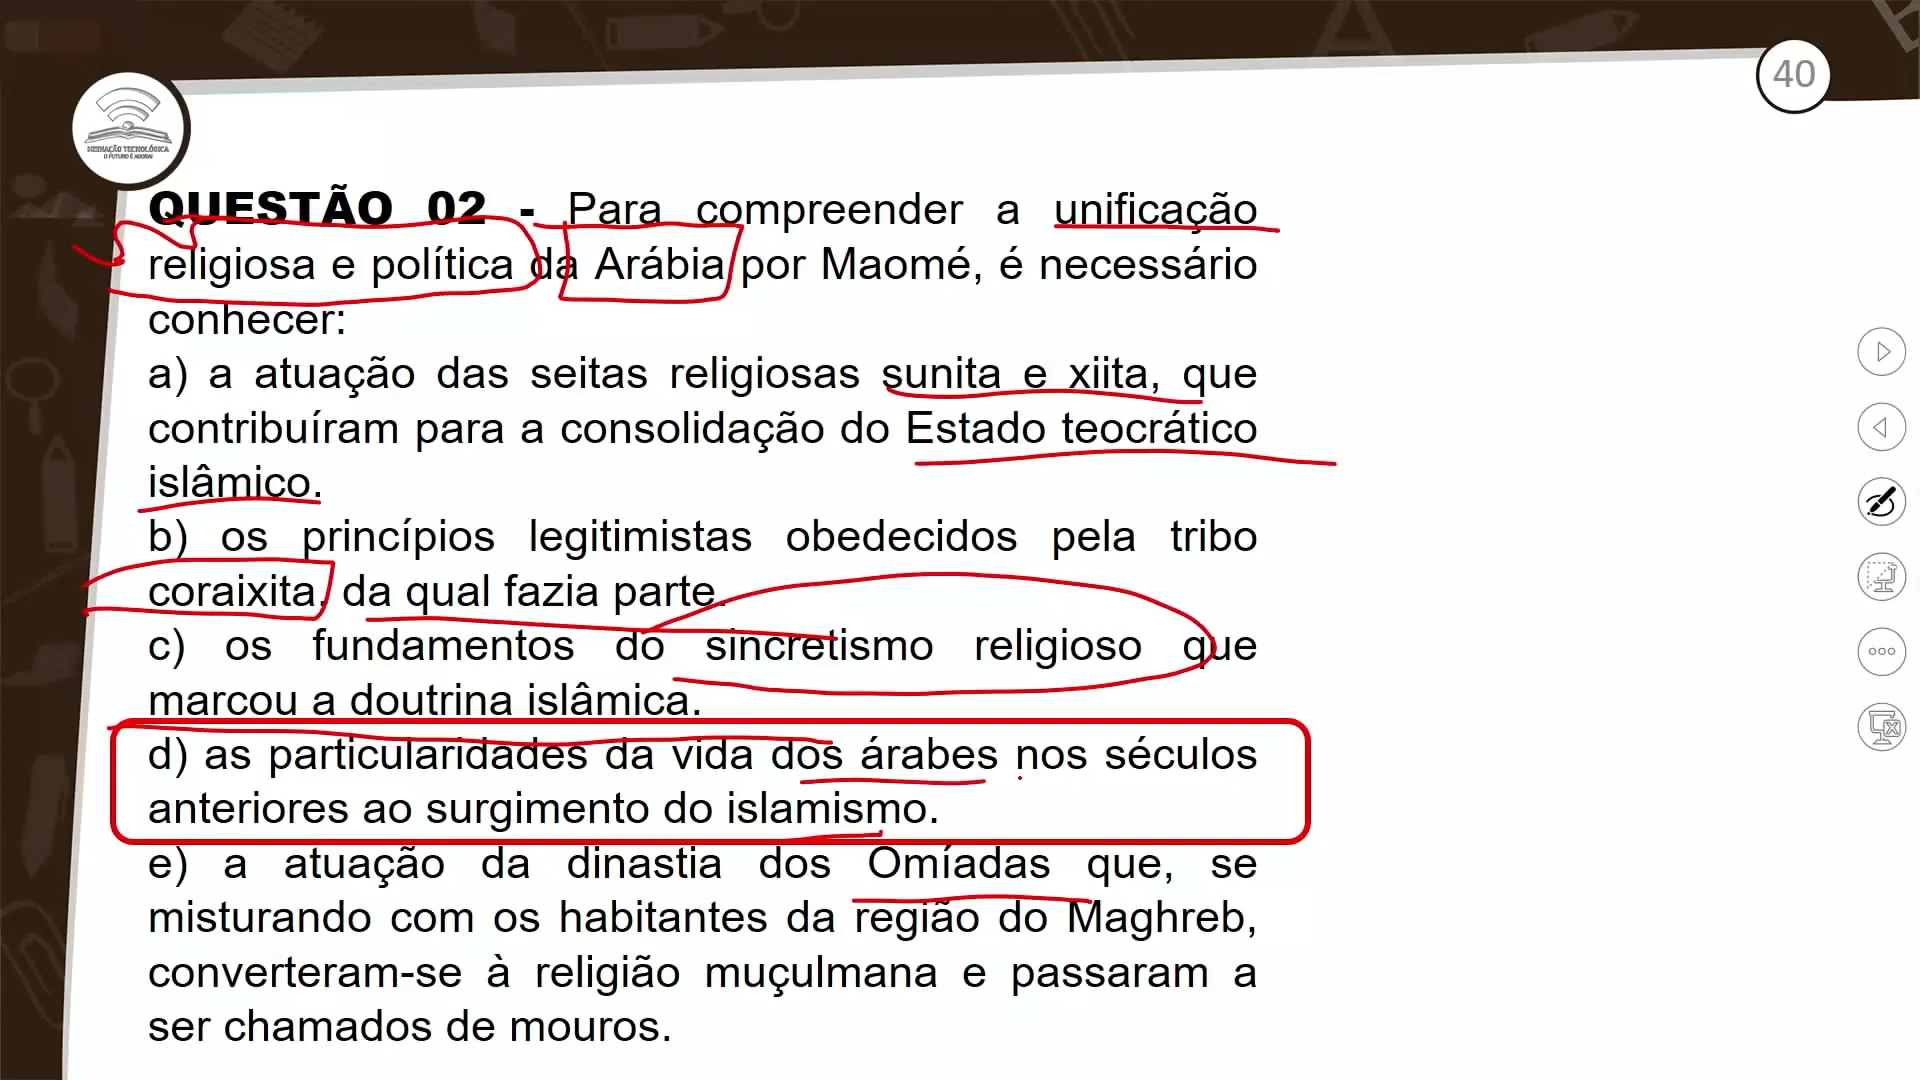 40
MEDIAÇÃO TECNOLÓGICA
O FUTURO É AGORA!
QUESTÃO 02 - Para compreender a unificação
religiosa e política da Arábia por Maomé, é necessário
conhecer:
a) a atuação das seitas religiosas sunita e xiita, que
contribuíram para a consolidação do Estado teocrático
islâmico.
b) os princípios legitimistas obedecidos pela tribo
coraixita, da qual fazia parte.
c) os fundamentos do sincretismo religioso que
marcou a doutrina islâmica.
d) as particularidades da vida dos árabes nos séculos
anteriores ao surgimento do islamismo.
e) a atuação da dinastia dos Omíadas que, se
misturando com os habitantes da região do Maghreb,
converteram-se à religião muçulmana e passaram a
ser chamados de mouros.